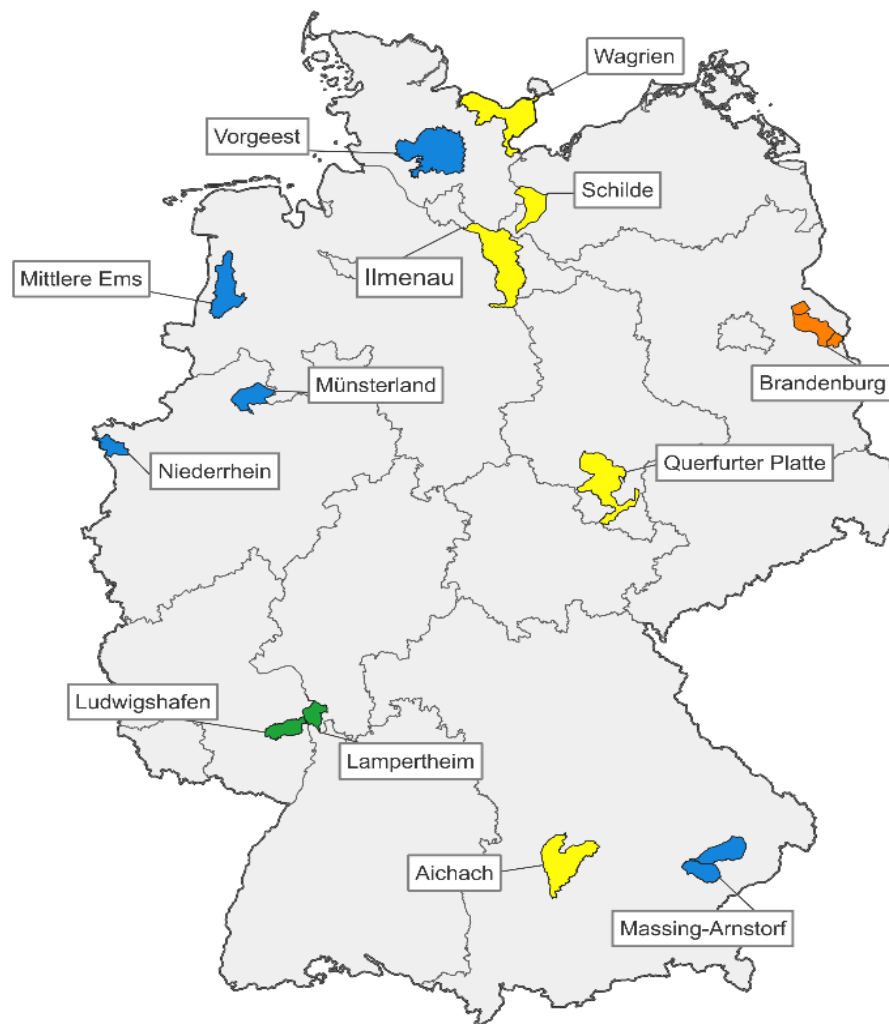 Wagrien
Vorgeest
Schilde
Ilmenau
Mittlere Ems
Münsterland
Brandenburg
Querfurter Platte
Niederrhein
Ludwigshafen
Lampertheim
Aichach
Massing-Arnstorf